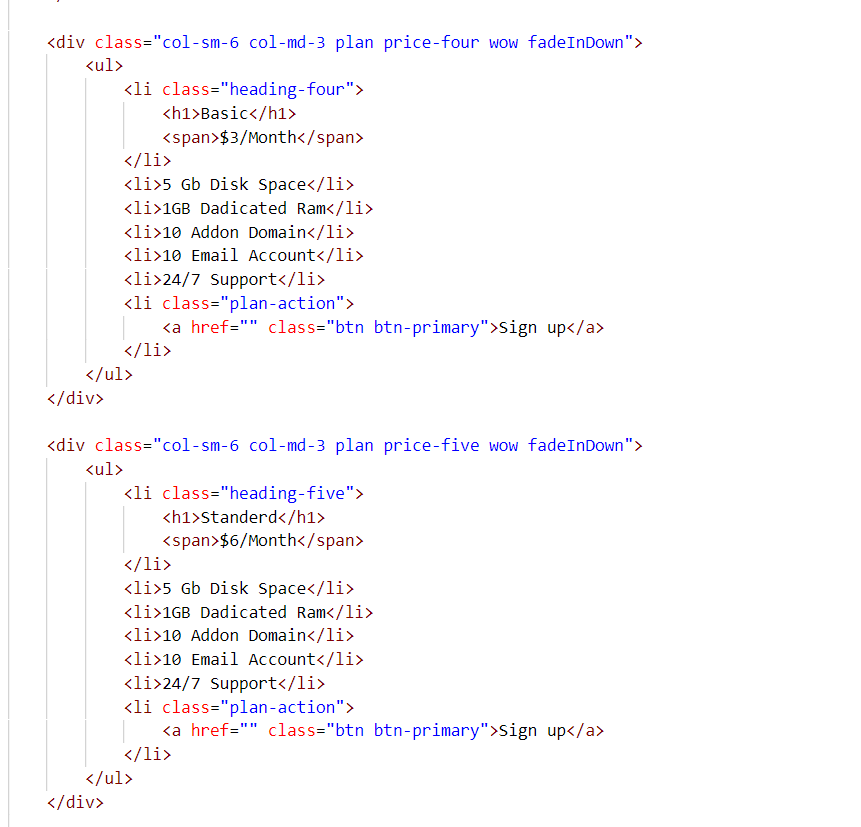 <div class="col-sm-6 col-md-3 plan price-four wow fadeInDown">
<ul>
<li class="heading-four">
<h1>Basic</h1>
<span>$3/Month</span>
</li>
<li>5 Gb Disk Space</li>
<li>1GB Dadicated Ram</li>
<li>10 Addon Domain</li>
<li>10 Email Account</li>
<li>24/7 Support</li>
<li class="plan-action">
<a href="" class="btn btn-primary">Sign up</a>
</li>
</ul>
</div>
<div class="col-sm-6 col-md-3 plan price-five wow fadeInDown">
<ul>
<li class="heading-five">
<h1>Standerd</h1>
<span>$6/Month</span>
</li>
<li>5 Gb Disk Space</li>
<li>1GB Dadicated Ram</li>
<li>10 Addon Domain</li>
<li>10 Email Account</li>
<li>24/7 Support</li>
<li class="plan-action">
<a href="" class="btn btn-primary">Sign up</a>
</li>
</ul>
</div>